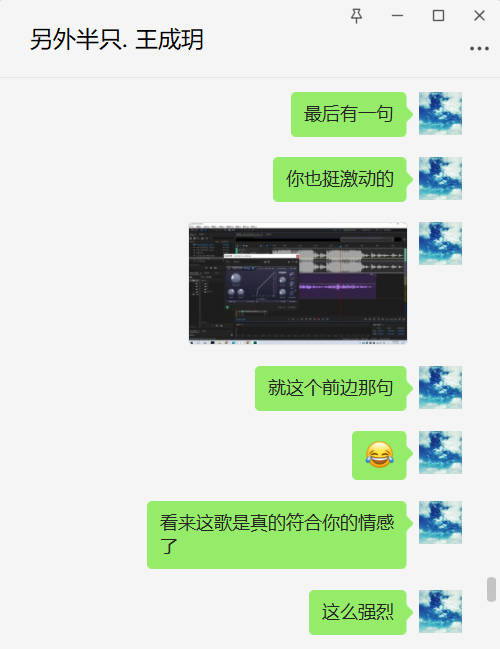 另外半只. 王成玥
最后有一句
你也挺激动的
就这个前边那句
看来这歌是真的符合你的情感
了
这么强烈